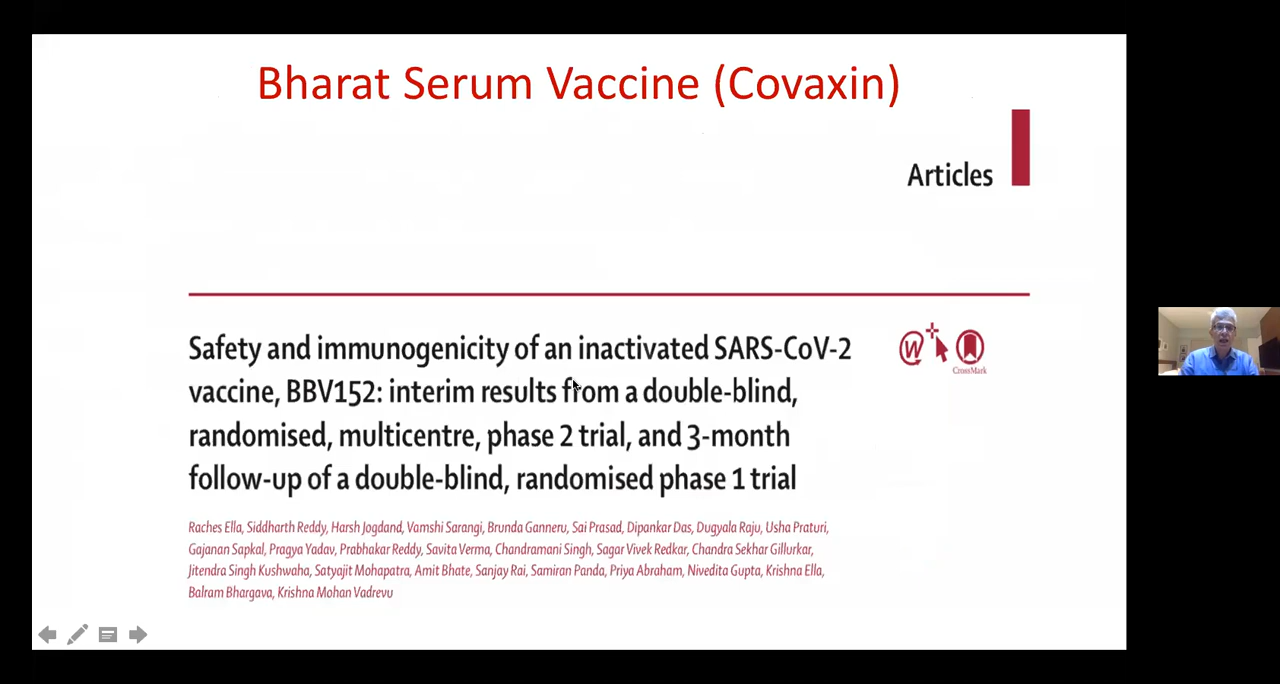 Bharat Serum Vaccine (Covaxin)
Articles
Safety and immunogenicity of an inactivated SARS-CoV-2
vaccine, BBV152: interim results from a double-blind,
randomised, multicentre, phase 2 trial, and 3-month
follow-up of a double-blind, randomised phase 1 trial
W
CrossMark
Raches Ella, Siddharth Reddy, Harsh Jogdand, Vamshi Sarangi, Brunda Ganneru, Sai Prasad, Dipankar Das, Dugyala Raju, Usha Praturi,
Gajanan Sapkal, Pragya Yadav, Prabhakar Reddy, Savita Verma, Chandramani Singh, Sagar Vivek Redkar, Chandra Sekhar Gillurkar,
Jitendra Singh Kushwaha, Satyajit Mohapatra, Amit Bhate, Sanjay Rai, Samiran Panda, Priya Abraham, Nivedita Gupta, Krishna Ella,
Balram Bhargava, Krishna Mohan Vadrevu